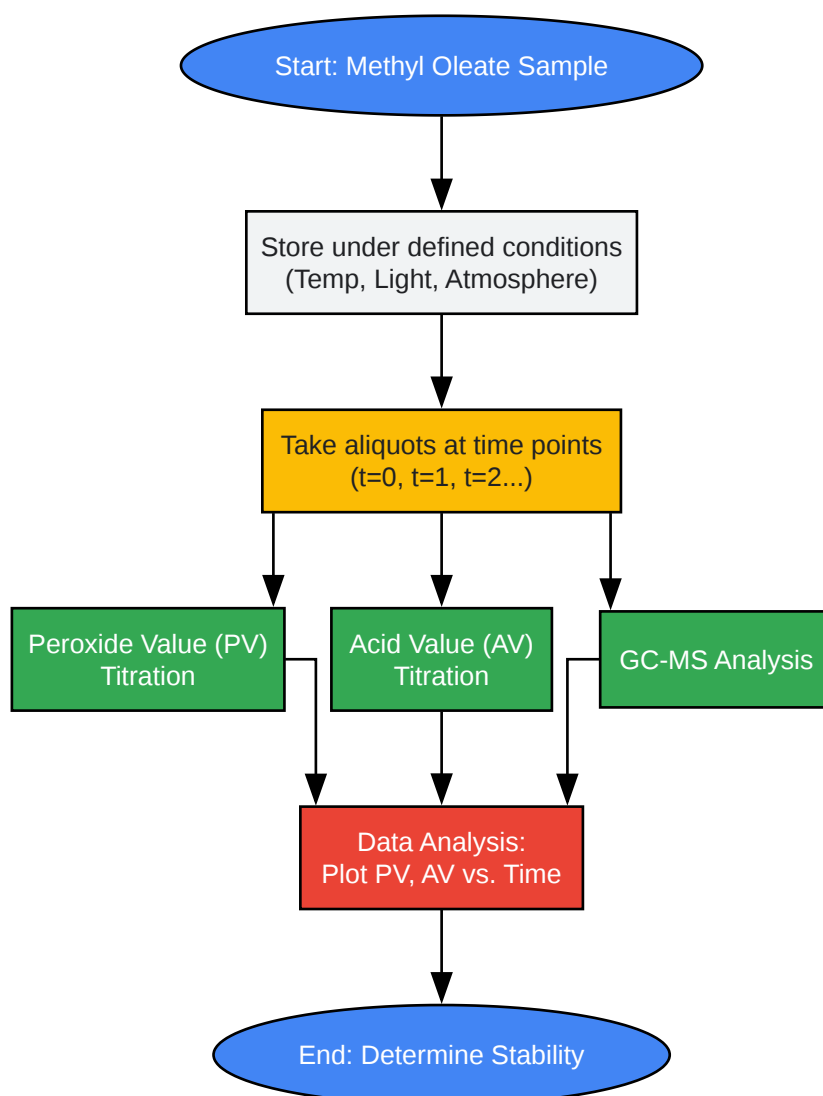 Start: Methyl Oleate Sample
Store under defined conditions
(Temp, Light, Atmosphere)
Take aliquots at time points
(t=0, t=1, t=2...)
Peroxide Value (PV)
Titration
Acid Value (AV)
Titration
GC-MS Analysis
Data Analysis:
Plot PV, AV vs. Time
End: Determine Stability